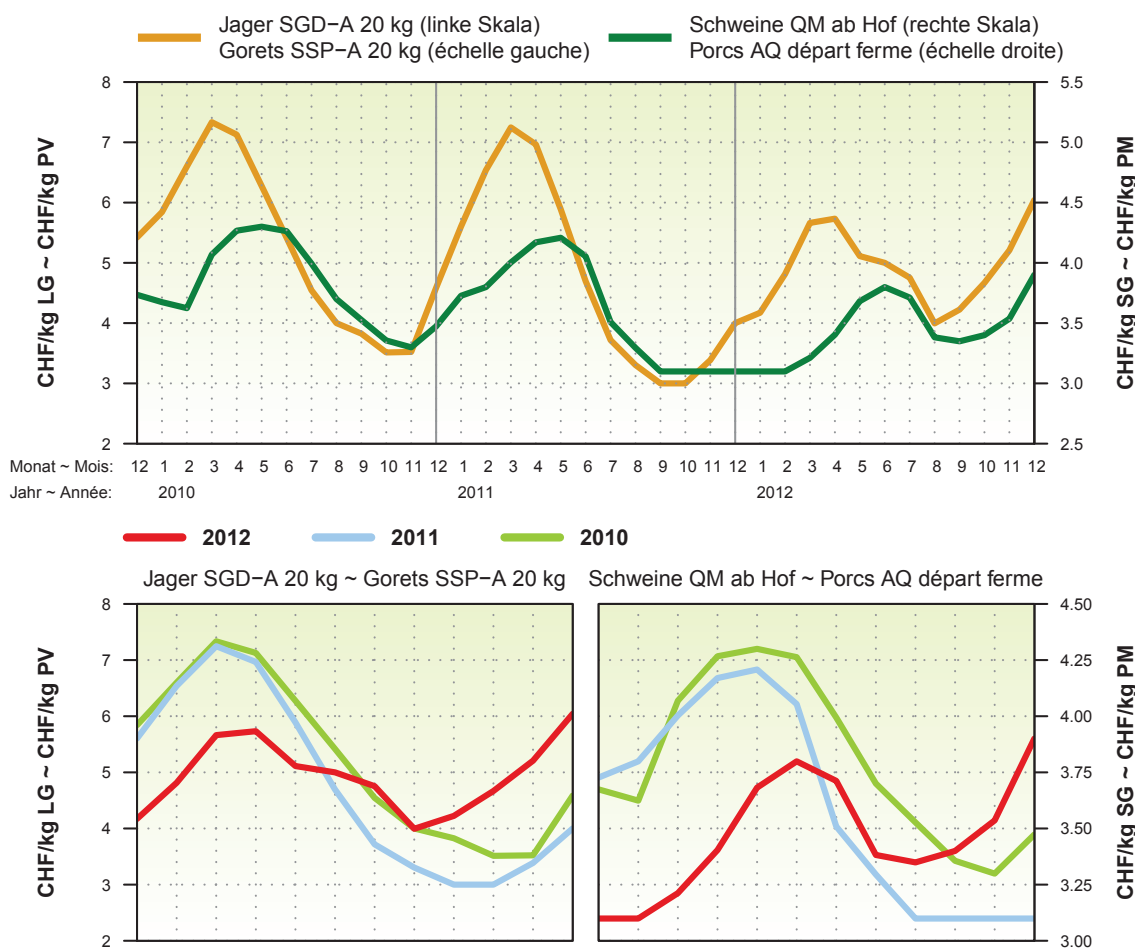 Jager SGD−A 20 kg (linke Skala)
Gorets SSP−A 20 kg (échelle gauche)
Schweine QM ab Hof (rechte Skala)
Porcs AQ départ ferme (échelle droite)
CHF/kg LG ~ CHF/kg PV
8
7
6
5
4
3
2
5.5
5.0
4.5
4.0
3.5
3.0
2.5
CHF/kg SG ~ CHF/kg PM
Monat ~ Mois: 12 1 2 3 4 5 6 7 8 9 10 11 12 1 2 3 4 5 6 7 8 9 10 11 12 1 2 3 4 5 6 7 8 9 10 11 12
Jahr ~ Année: 2010 2011 2012
2012 2011 2010
Jager SGD−A 20 kg ~ Gorets SSP−A 20 kg
CHF/kg LG ~ CHF/kg PV
8
7
6
5
4
3
2
Schweine QM ab Hof ~ Porcs AQ départ ferme
4.50
4.25
4.00
3.75
3.50
3.25
3.00
CHF/kg SG ~ CHF/kg PM